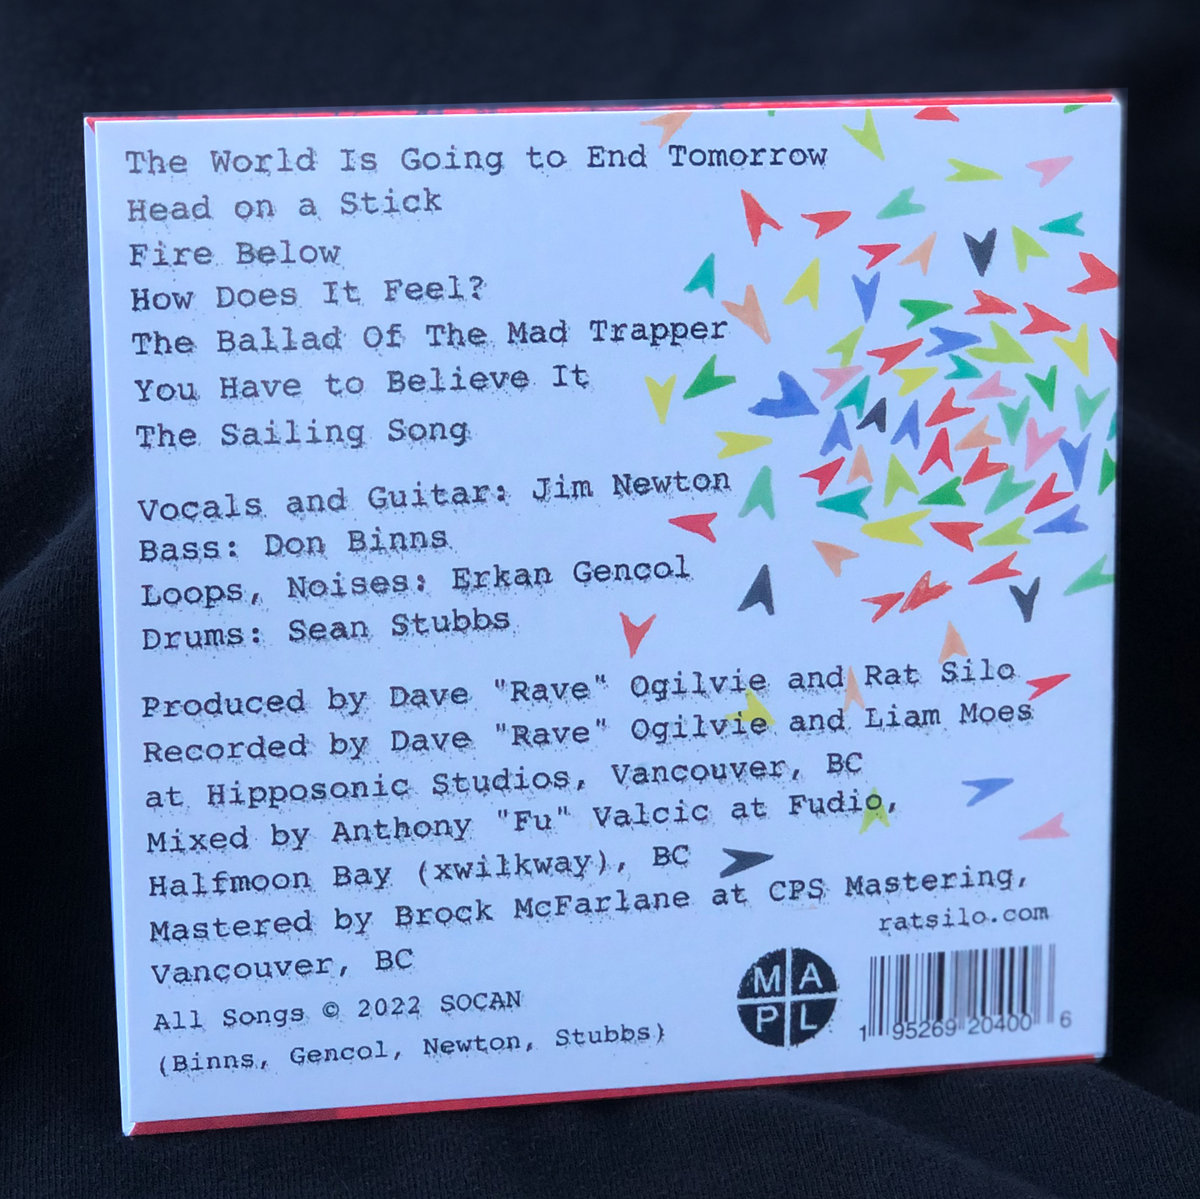 The World Is Going to End Tomorrow
Head on a Stick
Fire Below
How Does It Feel?
The Ballad Of The Mad Trapper
You Have to Believe It
The Sailing Song
Vocals and Guitar: Jim Newton
Bass: Don Binns
Loops, Noises: Erkan Gencol
Drums: Sean Stubbs
Produced by Dave "Rave" Ogilvie and Rat Silo
Recorded by Dave "Rave" Ogilvie and Liam Moes
at Hipposonic Studios, Vancouver, BC
Mixed by Anthony "Fu" Valcic at Fudio,
Halfmoon Bay (xwilkway), BC
Mastered by Brock McFarlane at CPS Mastering,
Vancouver, BC
ratsilo.com
All Songs © 2022 SOCAN
(Binns, Gencol, Newton, Stubbs)
M A
P L
1 95269 20400 6